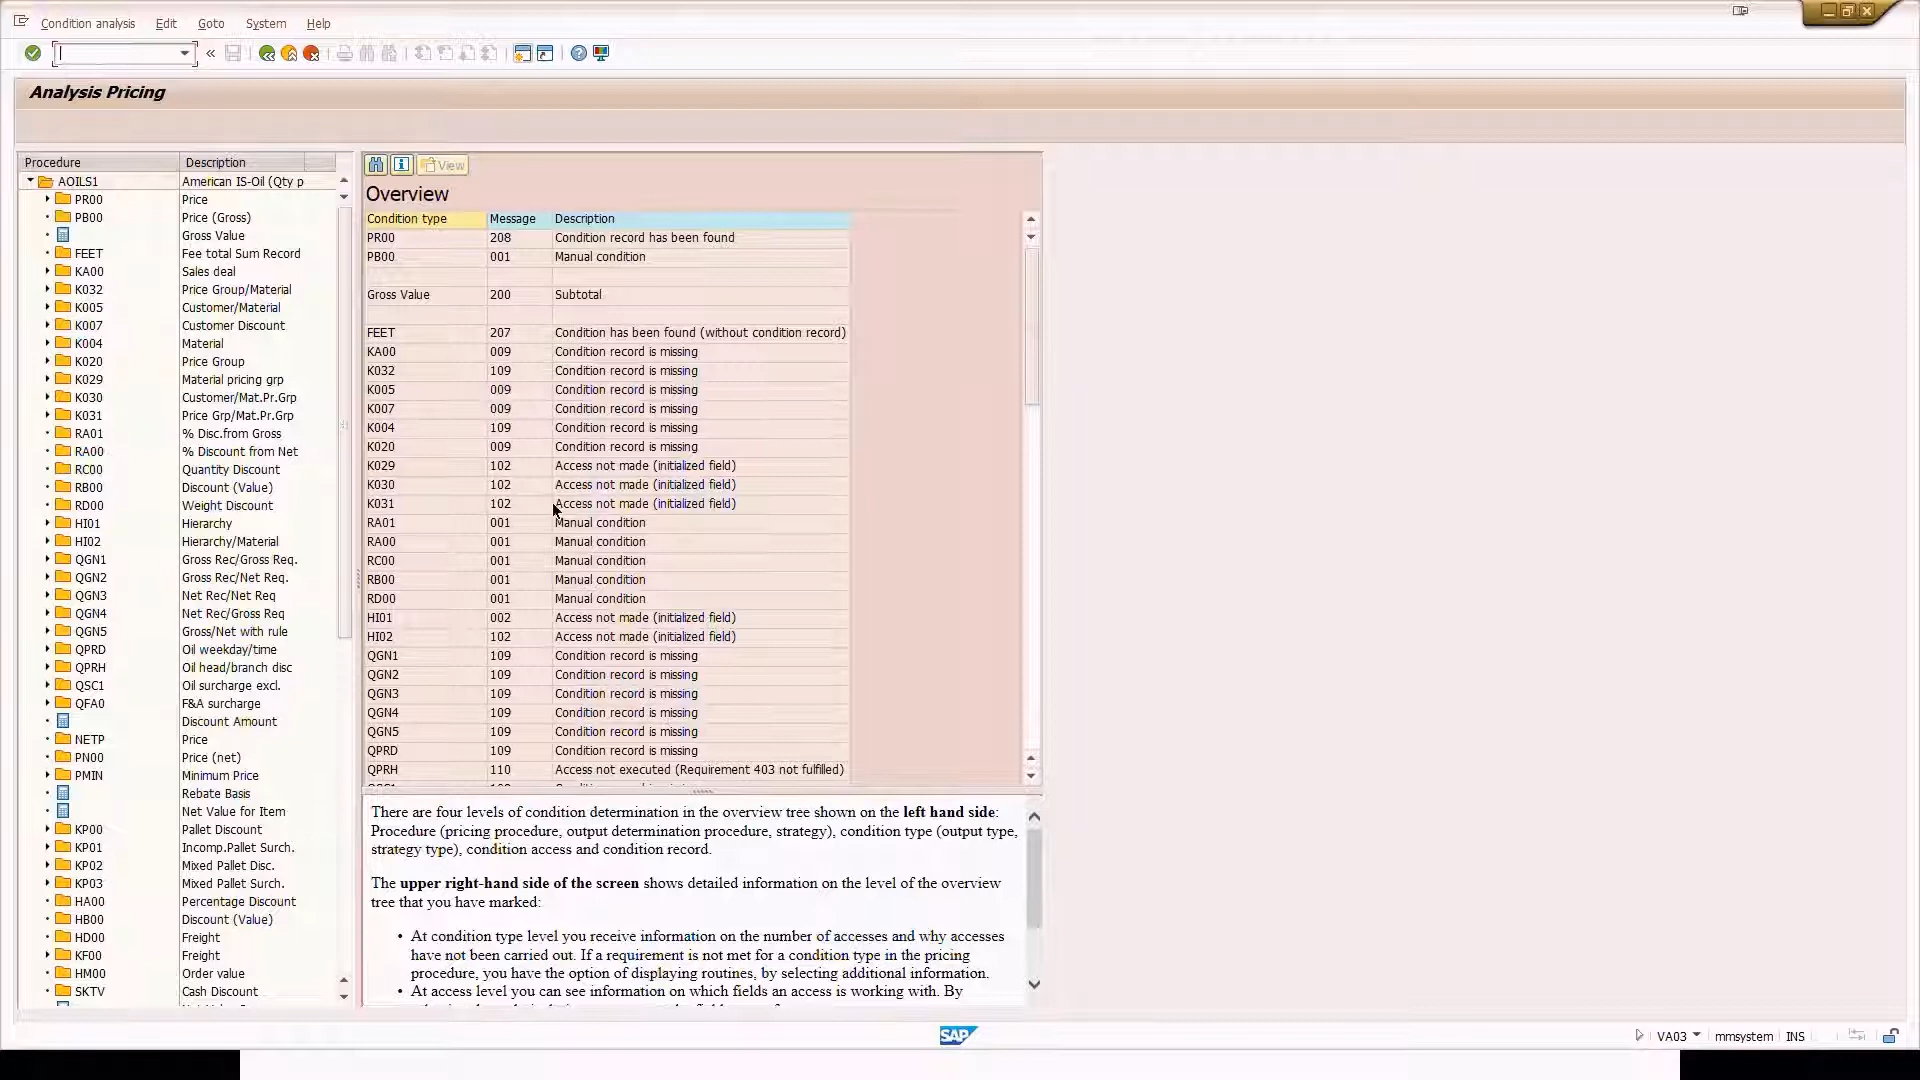 Condition analysis Edit Goto System Help
«
Analysis Pricing
Procedure Description
AOILS1 American IS-Oil (Qty p
PR00 Price
PB00 Price (Gross)
Gross Value
FEET Fee total Sum Record
KA00 Sales deal
K032 Price Group/Material
K005 Customer/Material
K007 Customer Discount
K004 Material
K020 Price Group
K029 Material pricing grp
K030 Customer/Mat.Pr.Grp
K031 Price Grp/Mat.Pr.Grp
RA01 % Disc.from Gross
RA00 % Discount from Net
RC00 Quantity Discount
RB00 Discount (Value)
RD00 Weight Discount
HI01 Hierarchy
HI02 Hierarchy/Material
QGN1 Gross Rec/Gross Req.
QGN2 Gross Rec/Net Req.
QGN3 Net Rec/Net Req
QGN4 Net Rec/Gross Req
QGN5 Gross/Net with rule
QPRD Oil weekday/time
QPRH Oil head/branch disc
QSC1 Oil surcharge excl.
QFA0 F&A surcharge
Discount Amount
NETP Price
PN00 Price (net)
PMIN Minimum Price
Rebate Basis
Net Value for Item
KP00 Pallet Discount
KP01 Incomp.Pallet Surch.
KP02 Mixed Pallet Disc.
KP03 Mixed Pallet Surch.
HA00 Percentage Discount
HB00 Discount (Value)
HD00 Freight
KF00 Freight
HM00 Order value
SKTV Cash Discount
View
Overview
Condition type Message Description
PR00 208 Condition record has been found
PB00 001 Manual condition
Gross Value 200 Subtotal
FEET 207 Condition has been found (without condition record)
KA00 009 Condition record is missing
K032 109 Condition record is missing
K005 009 Condition record is missing
K007 009 Condition record is missing
K004 109 Condition record is missing
K020 009 Condition record is missing
K029 102 Access not made (initialized field)
K030 102 Access not made (initialized field)
K031 102 Access not made (initialized field)
RA01 001 Manual condition
RA00 001 Manual condition
RC00 001 Manual condition
RB00 001 Manual condition
RD00 001 Manual condition
HI01 002 Access not made (initialized field)
HI02 102 Access not made (initialized field)
QGN1 109 Condition record is missing
QGN2 109 Condition record is missing
QGN3 109 Condition record is missing
QGN4 109 Condition record is missing
QGN5 109 Condition record is missing
QPRD 109 Condition record is missing
QPRH 110 Access not executed (Requirement 403 not fulfilled)
There are four levels of condition determination in the overview tree shown on the left hand side:
Procedure (pricing procedure, output determination procedure, strategy), condition type (output type,
strategy type), condition access and condition record.
The upper right-hand side of the screen shows detailed information on the level of the overview
tree that you have marked:
• At condition type level you receive information on the number of accesses and why accesses
have not been carried out. If a requirement is not met for a condition type in the pricing
procedure, you have the option of displaying routines, by selecting additional information.
• At access level you can see information on which fields an access is working with. By
SAP
VA03 mmsystem INS